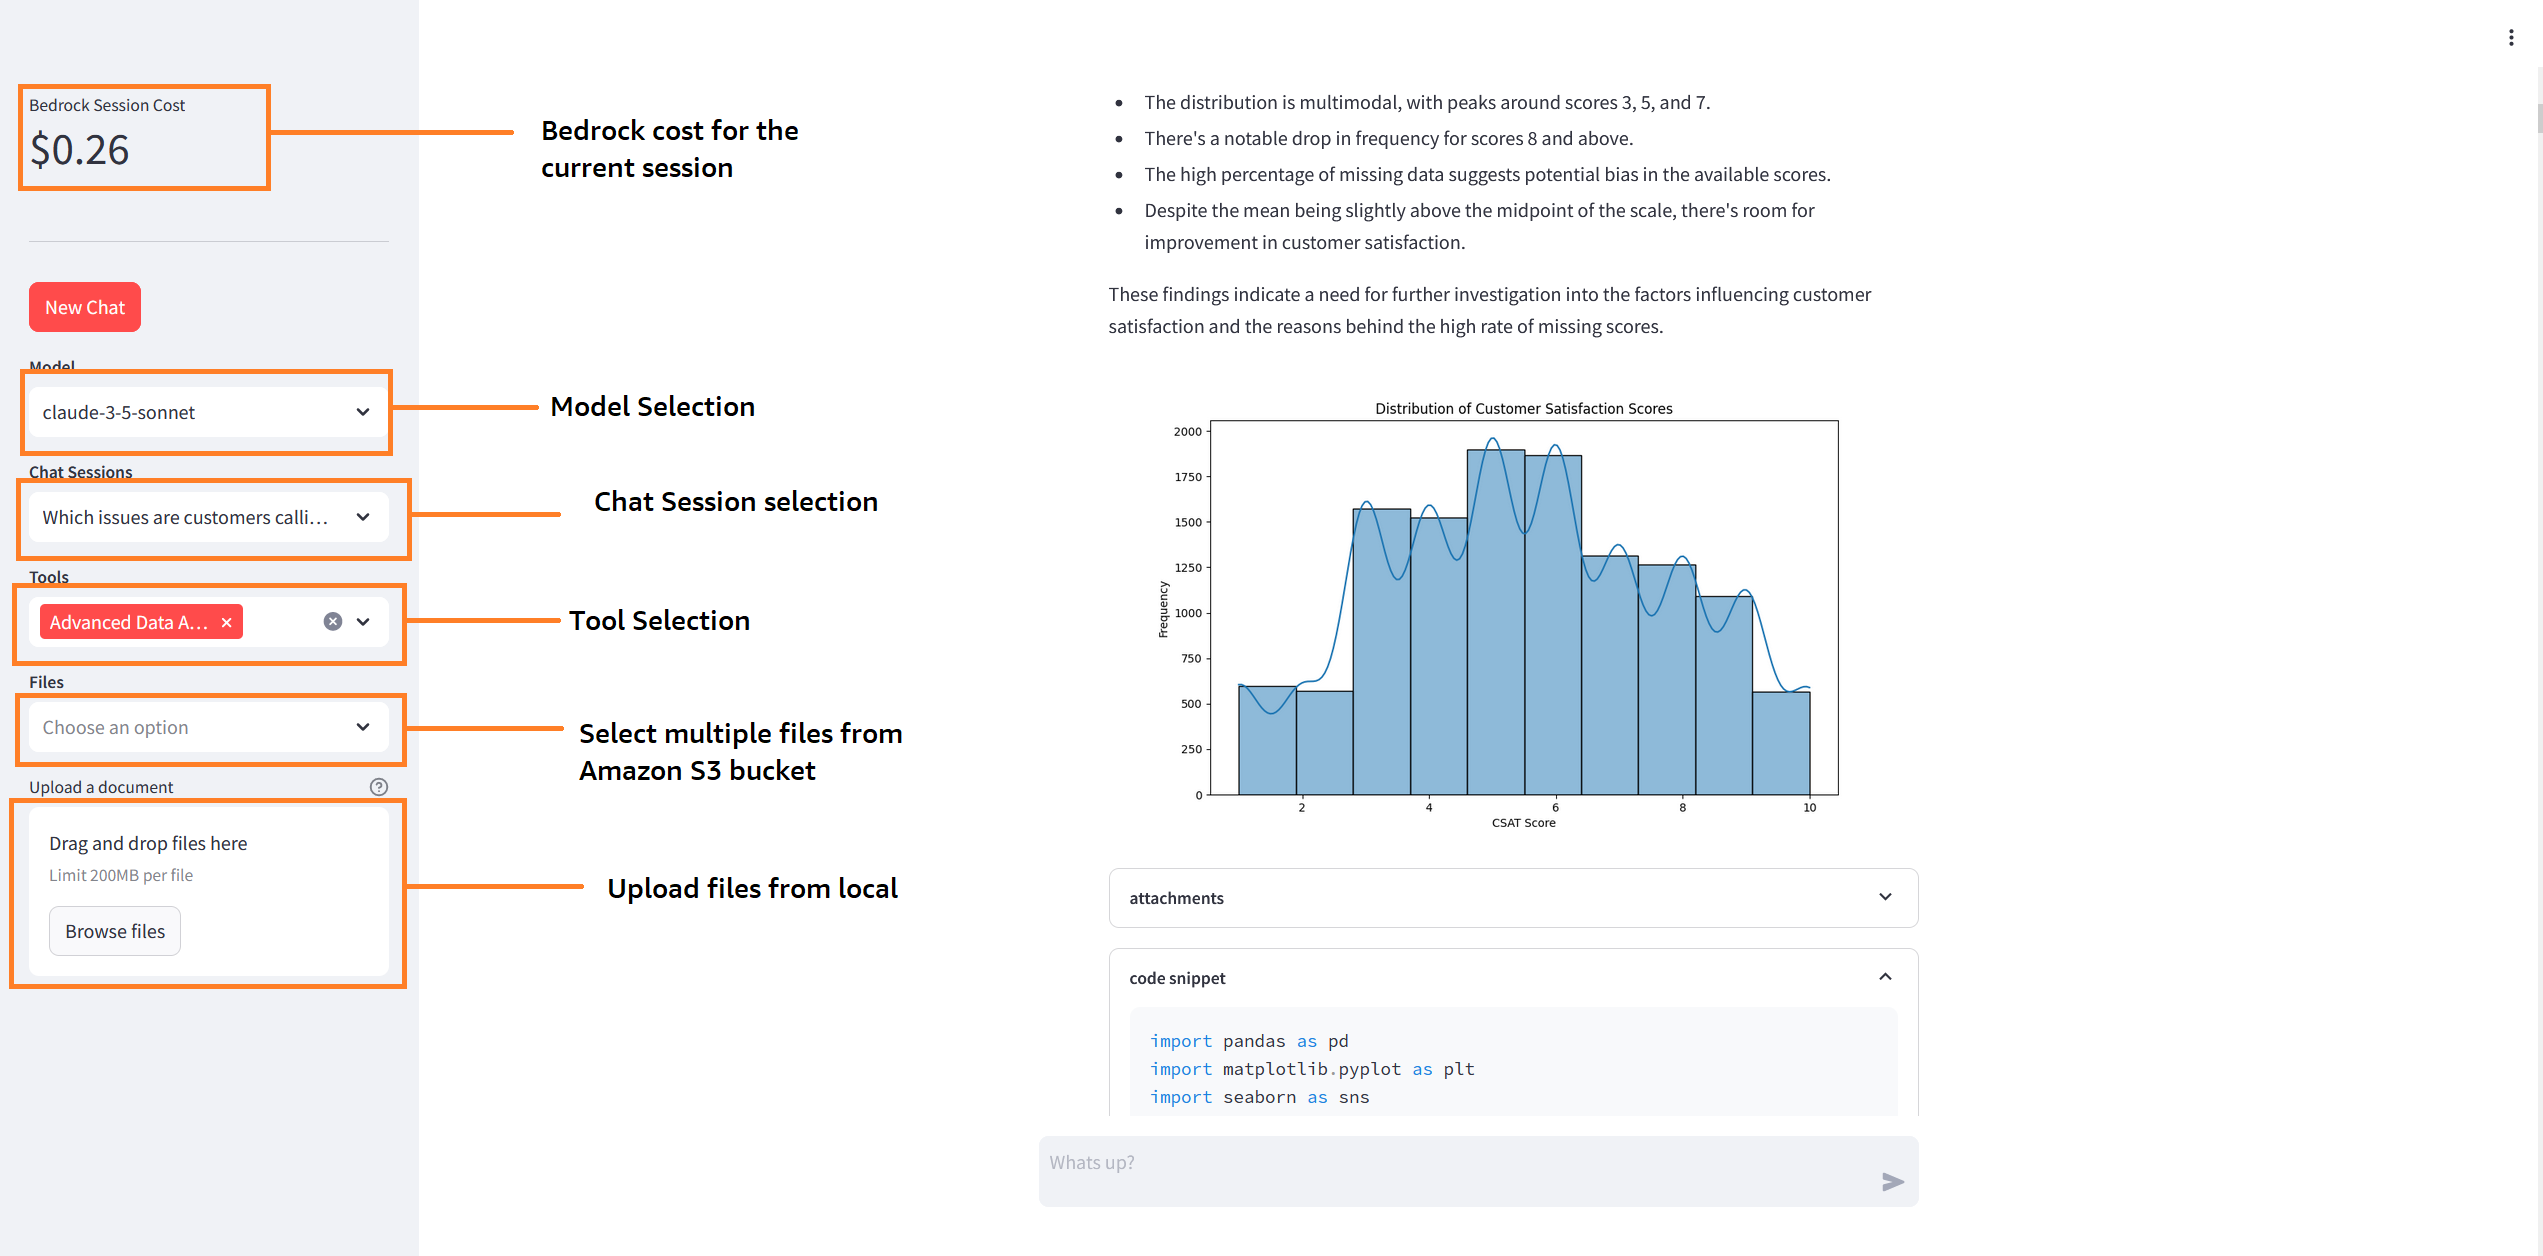 Bedrock Session Cost
$0.26
Bedrock cost for the
current session
New Chat
Model
claude-3-5-sonnet
Model Selection
Chat Sessions
Which issues are customers calli...
Chat Session selection
Tools
Advanced Data A...
Tool Selection
Files
Choose an option
Select multiple files from
Amazon S3 bucket
Upload a document
Drag and drop files here
Limit 200MB per file
Browse files
Upload files from local
The distribution is multimodal, with peaks around scores 3, 5, and 7.
There's a notable drop in frequency for scores 8 and above.
The high percentage of missing data suggests potential bias in the available scores.
Despite the mean being slightly above the midpoint of the scale, there's room for
improvement in customer satisfaction.
These findings indicate a need for further investigation into the factors influencing customer
satisfaction and the reasons behind the high rate of missing scores.
Distribution of Customer Satisfaction Scores
2000
1750
1500
1250
1000
750
500
250
0
Frequency
2 4 6 8 10
CSAT Score
attachments
code snippet
import pandas as pd
import matplotlib.pyplot as plt
import seaborn as sns
Whats up?